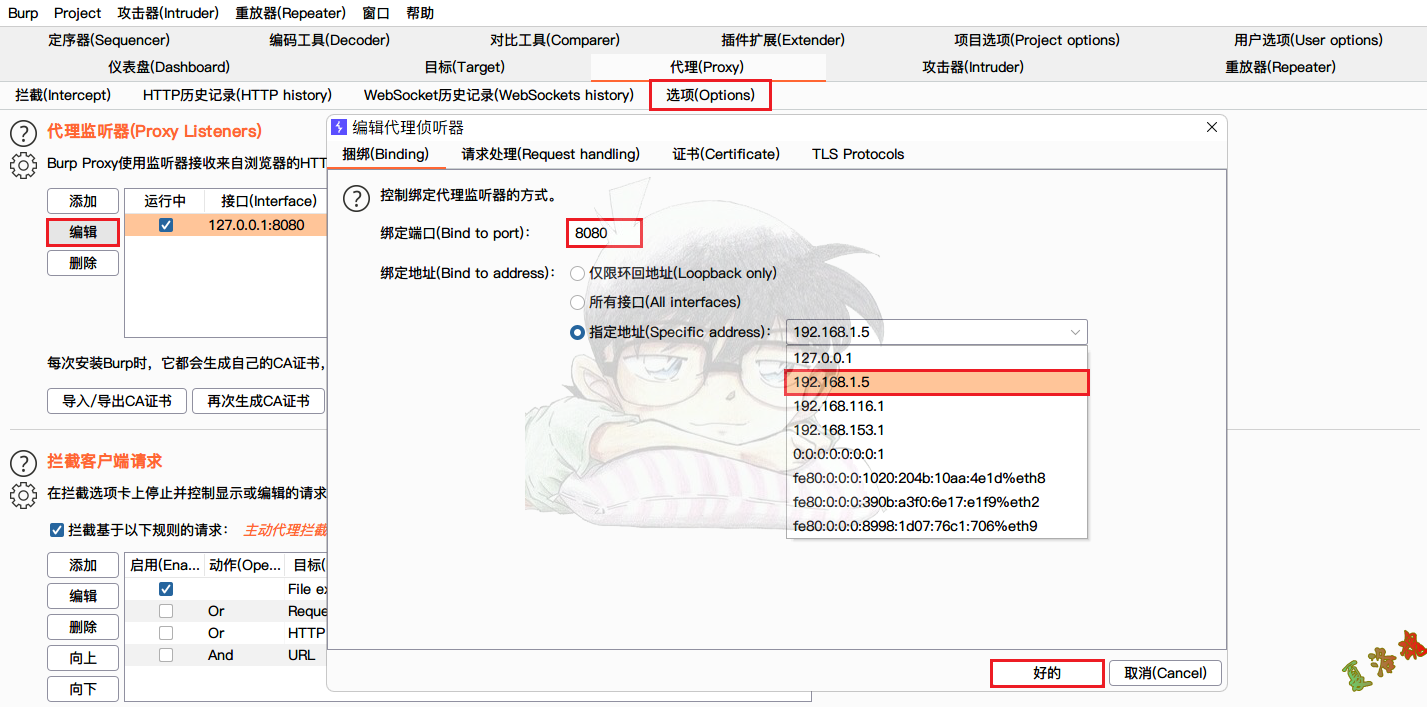 Burp Project 攻击器(Intruder) 重放器(Repeater) 窗口 帮助
定序器(Sequencer) 编码工具(Decoder) 对比工具(Comparer) 插件扩展(Extender) 项目选项(Project options) 用户选项(User options)
仪表盘(Dashboard) 目标(Target) 代理(Proxy) 攻击器(Intruder) 重放器(Repeater)
拦截(Intercept) HTTP历史记录(HTTP history) WebSocket历史记录(WebSockets history) 选项(Options)
代理监听器(Proxy Listeners)
Burp Proxy使用监听器接收来自浏览器的HTT
添加 运行中 接口(Interface)
编辑 127.0.0.1:8080
删除
每次安装Burp时，它都会生成自己的CA证书，
导入/导出CA证书 再次生成CA证书
拦截客户端请求
在拦截选项卡上停止并控制显示或编辑的请求
拦截基于以下规则的请求： 主动代理拦截
添加 启用(Ena... 动作(Ope... 目标(
编辑 File ex
删除 Or Reque
向上 Or HTTP
向下 And URL
编辑代理侦听器
捆绑(Binding) 请求处理(Request handling) 证书(Certificate) TLS Protocols
控制绑定代理监听器的方式。
绑定端口(Bind to port)： 8080
绑定地址(Bind to address)： 仅限环回地址(Loopback only)
所有接口(All interfaces)
指定地址(Specific address)： 192.168.1.5
127.0.0.1
192.168.1.5
192.168.116.1
192.168.153.1
0:0:0:0:0:0:0:1
fe80:0:0:0:1020:204b:10aa:4e1d%eth8
fe80:0:0:0:390b:a3f0:6e17:e1f9%eth2
fe80:0:0:0:8998:1d07:76c1:706%eth9
好的 取消(Cancel)
夏洛林